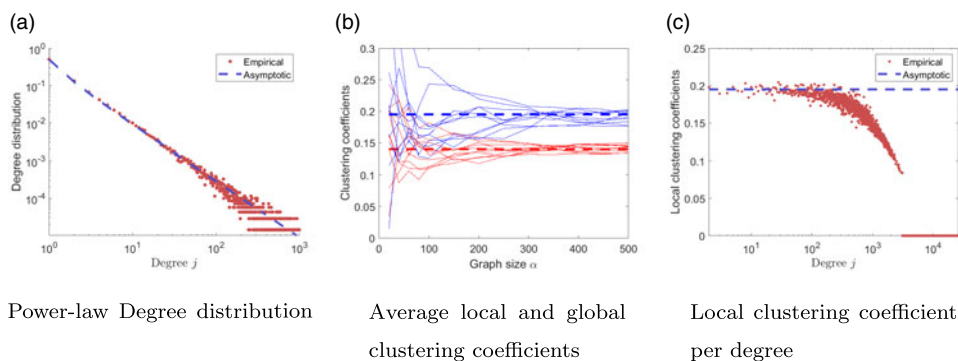 (a)
10^0
10^-1
10^-2
10^-3
10^-4
Degree distribution
Empirical
Asymptotic
10^0
10^1
10^2
10^3
Degree j
(b)
0.3
0.25
0.2
0.15
0.1
0.05
0
Clustering coefficients
0
100
200
300
400
500
Graph size α
(c)
0.25
0.2
0.15
0.1
0.05
0
Local clustering coefficients
Empirical
Asymptotic
10^1
10^2
10^3
10^4
Degree j
Power-law Degree distribution
Average local and global
clustering coefficients
Local clustering coefficient
per degree